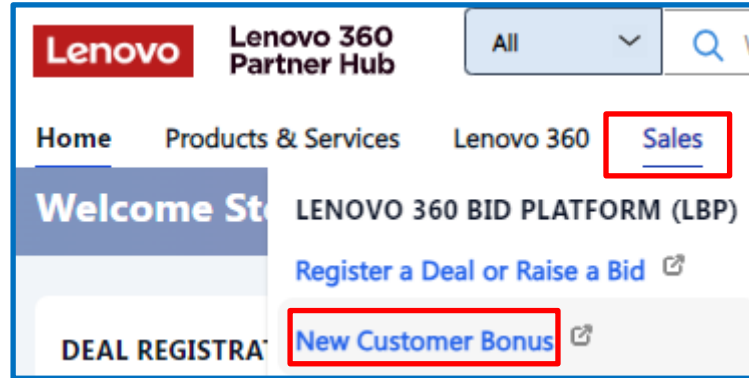 Lenovo
Lenovo 360
Partner Hub
All
Home Products & Services Lenovo 360 Sales
Welcome
LENOVO 360 BID PLATFORM (LBP)
Register a Deal or Raise a Bid
New Customer Bonus
DEAL